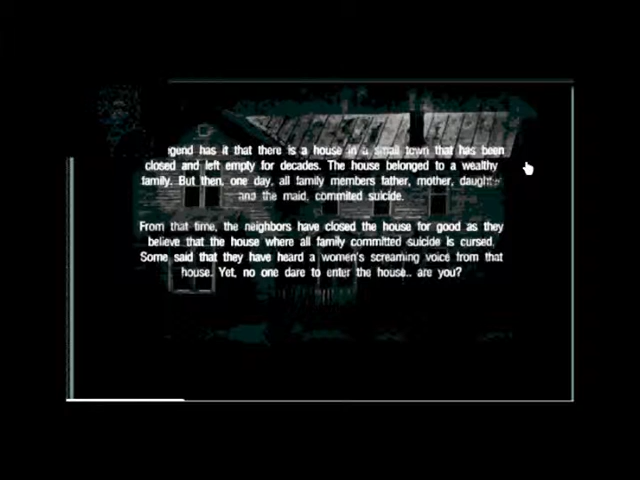 gend has it that there is a house in a small town that has been
closed and left empty for decades. The house belonged to a wealthy
family. But then, one day, all family members father, mother, daughter
and the maid, commited suicide.
From that time, the neighbors have closed the house for good as they
believe that the house where all family committed suicide is cursed.
Some said that they have heard a women's screaming voice from that
house. Yet, no one dare to enter the house.. are you?